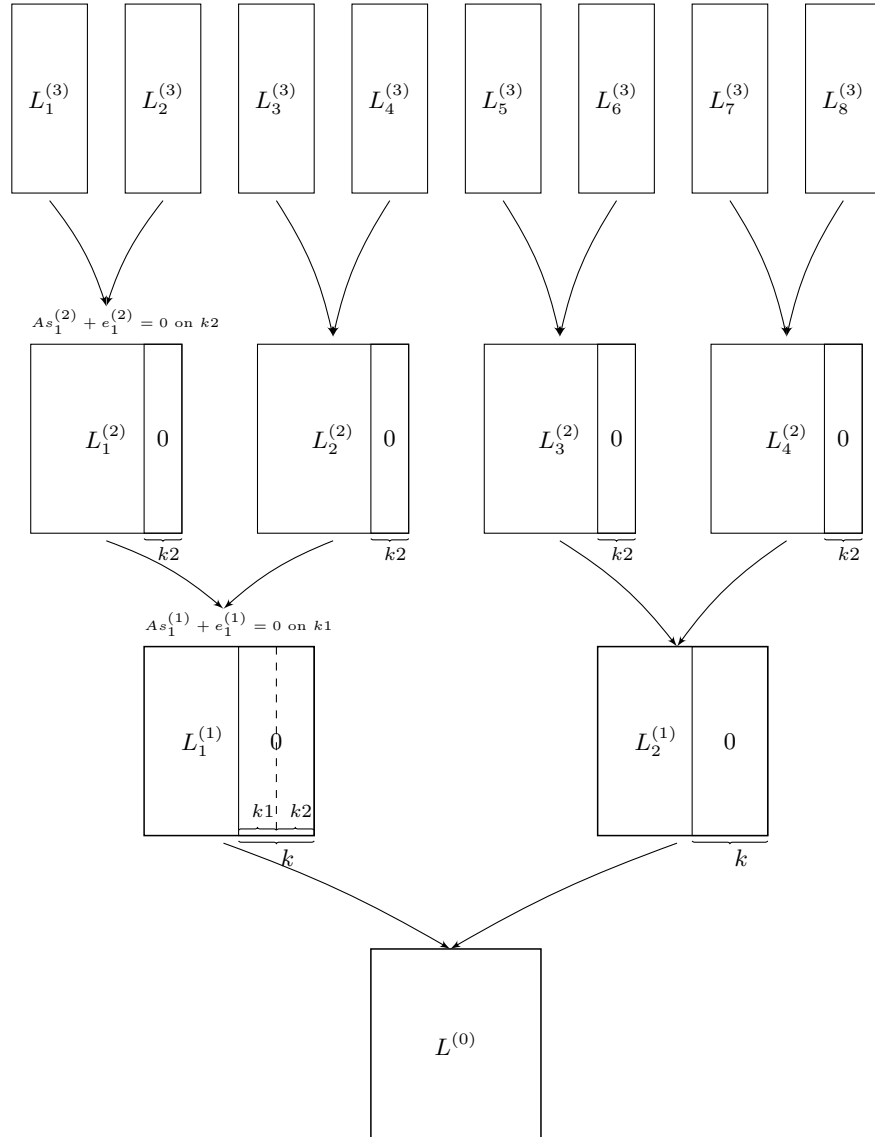 L_1^{(3)} L_2^{(3)} L_3^{(3)} L_4^{(3)} L_5^{(3)} L_6^{(3)} L_7^{(3)} L_8^{(3)}
As_1^{(2)} + e_1^{(2)} = 0 on k2
L_1^{(2)} 0 L_2^{(2)} 0 L_3^{(2)} 0 L_4^{(2)} 0
k2 k2 k2 k2
As_1^{(1)} + e_1^{(1)} = 0 on k1
L_1^{(1)} 0 L_2^{(1)} 0
k1 k2
k k
L^{(0)}